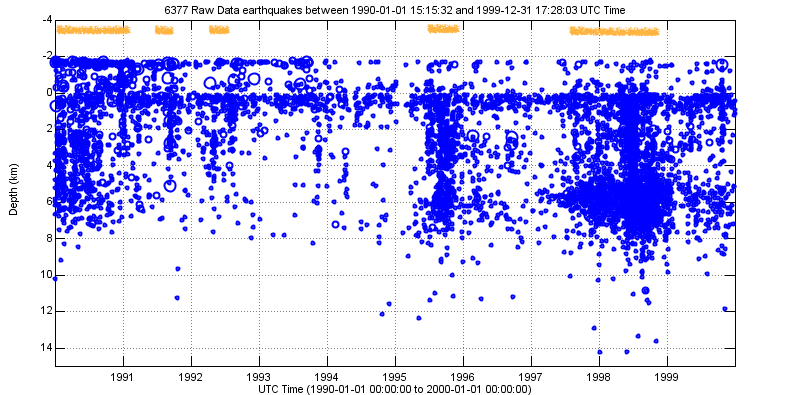 6377 Raw Data earthquakes between 1990-01-01 15:15:32 and 1999-12-31 17:28:03 UTC Time
-4
-2
0
2
4
6
8
10
12
14
Depth (km)
1991 1992 1993 1994 1995 1996 1997 1998 1999
UTC Time (1990-01-01 00:00:00 to 2000-01-01 00:00:00)